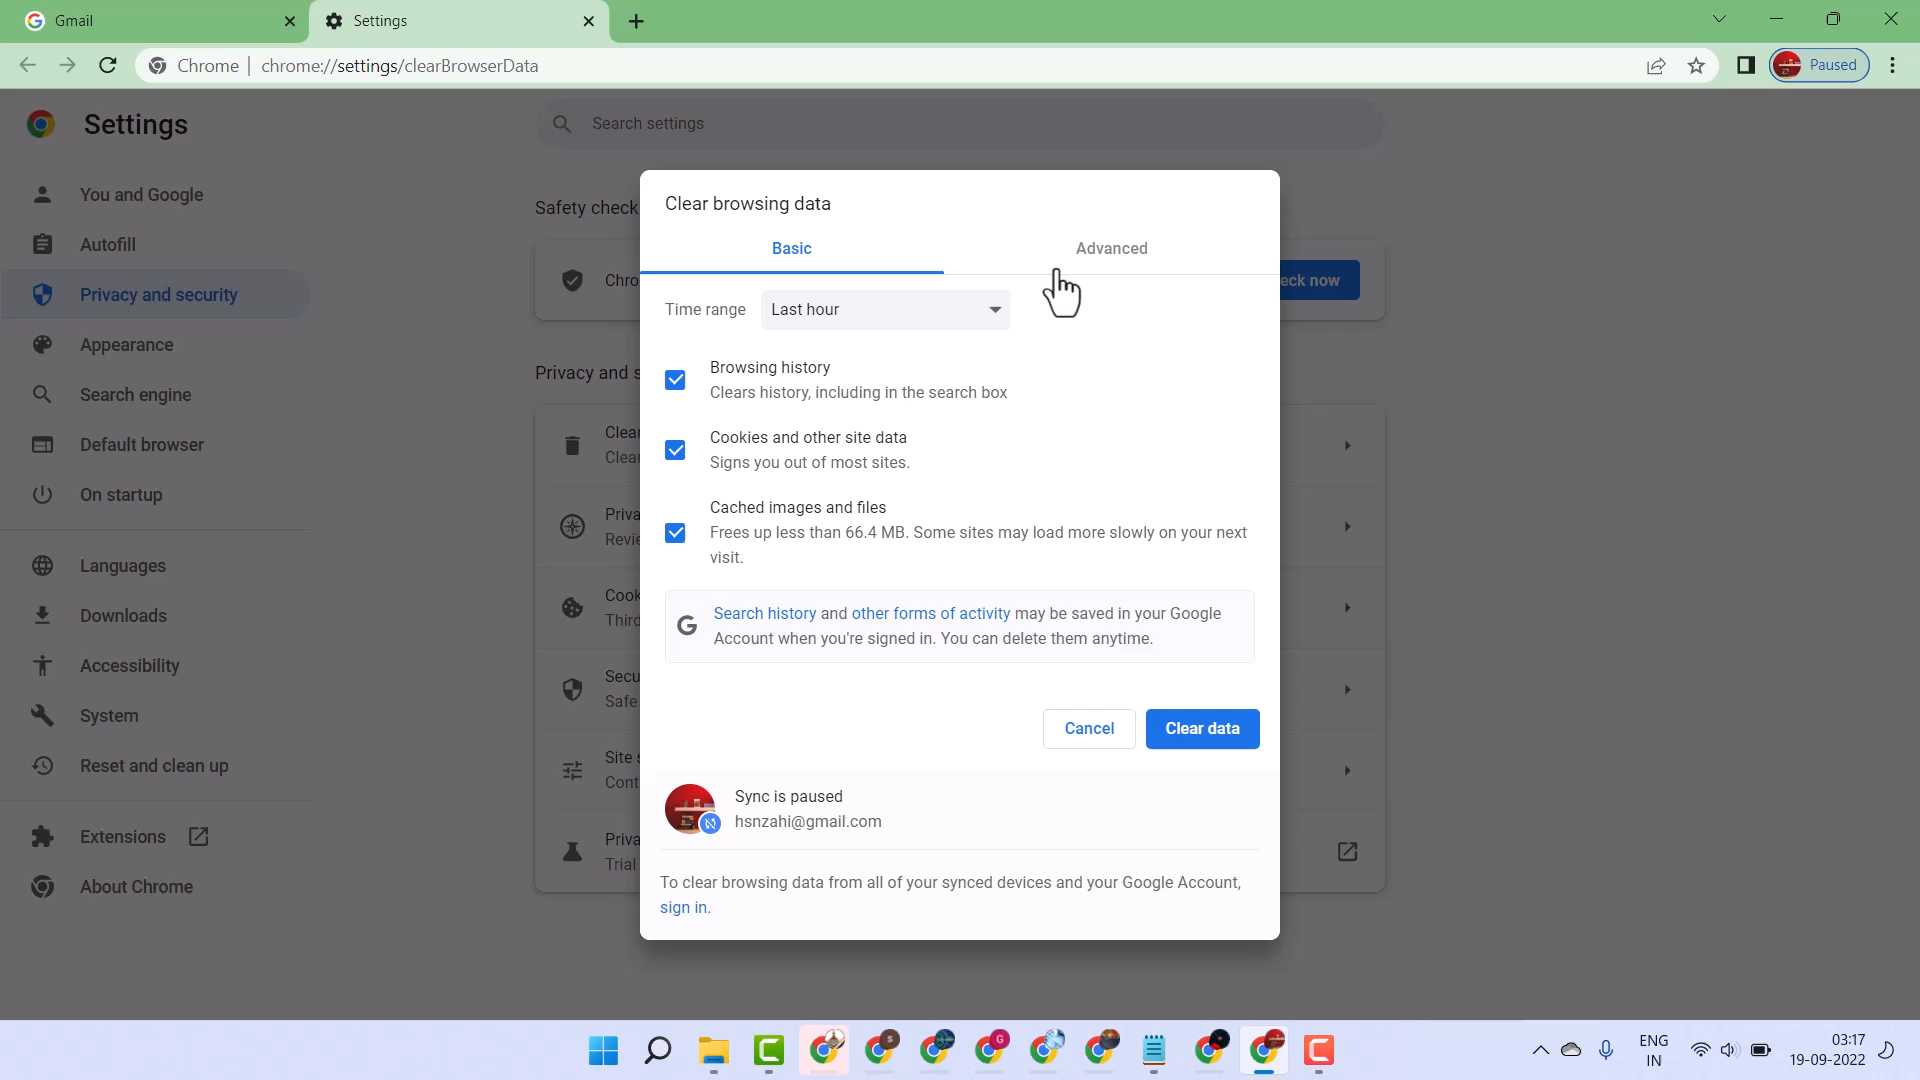 Gmail
Settings
Chrome | chrome://settings/clearBrowserData
Paused
Settings
Search settings
You and Google
Autofill
Privacy and security
Appearance
Search engine
Default browser
On startup
Languages
Downloads
Accessibility
System
Reset and clean up
Extensions
About Chrome
Safety check
Chro
eck now
Privacy and s
Clear
Clear
Priva
Revie
Cook
Third
Secu
Safe
Site s
Cont
Priva
Trial
Clear browsing data
Basic
Advanced
Time range
Last hour
Browsing history
Clears history, including in the search box
Cookies and other site data
Signs you out of most sites.
Cached images and files
Frees up less than 66.4 MB. Some sites may load more slowly on your next
visit.
Search history and other forms of activity may be saved in your Google
Account when you're signed in. You can delete them anytime.
Cancel
Clear data
Sync is paused
hsnzahi@gmail.com
To clear browsing data from all of your synced devices and your Google Account,
sign in.
ENG
IN
03:17
19-09-2022